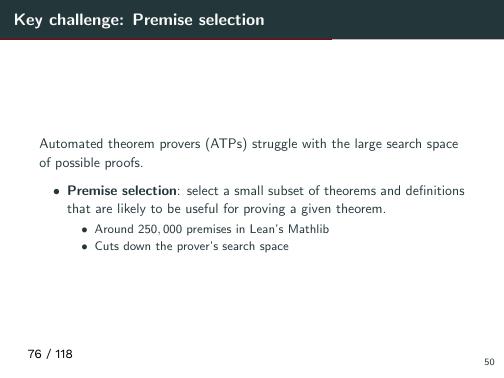 Key challenge: Premise selection
Automated theorem provers (ATPs) struggle with the large search space
of possible proofs.
• Premise selection: select a small subset of theorems and definitions
that are likely to be useful for proving a given theorem.
• Around 250,000 premises in Lean's Mathlib
• Cuts down the prover's search space
76 / 118
50